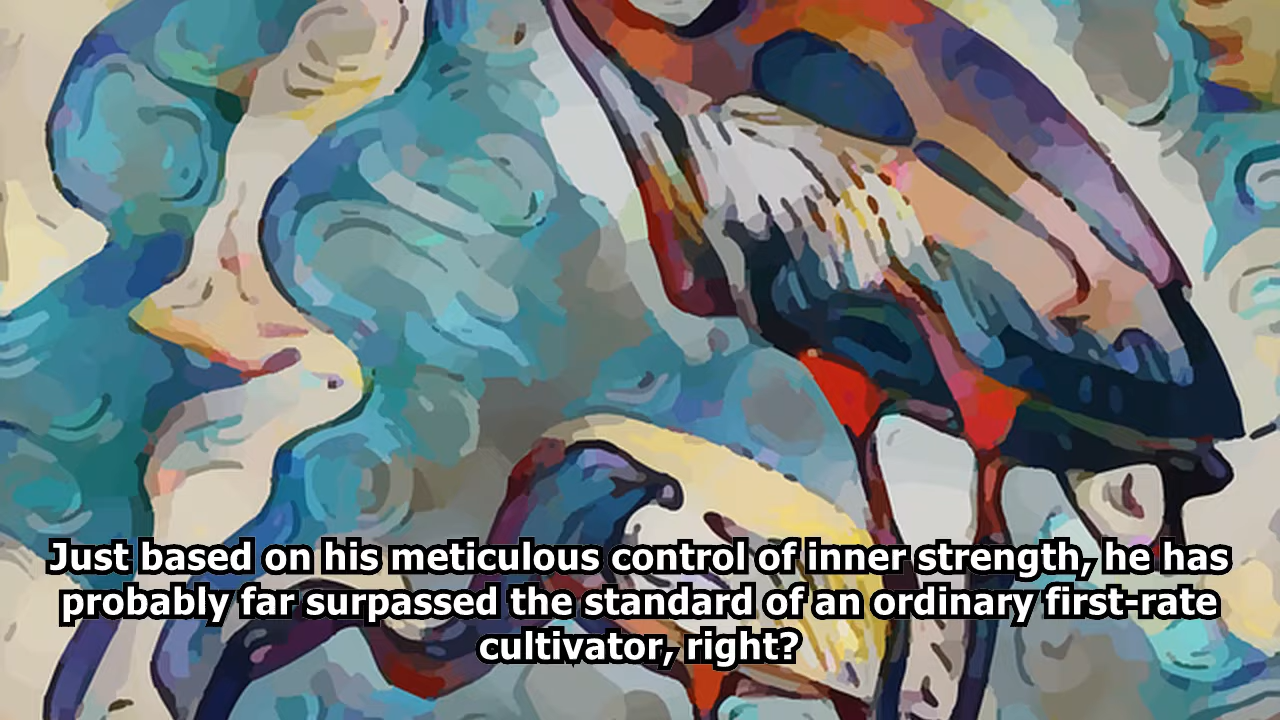 Just based on his meticulous control of inner strength, he has
probably far surpassed the standard of an ordinary first-rate
cultivator, right?